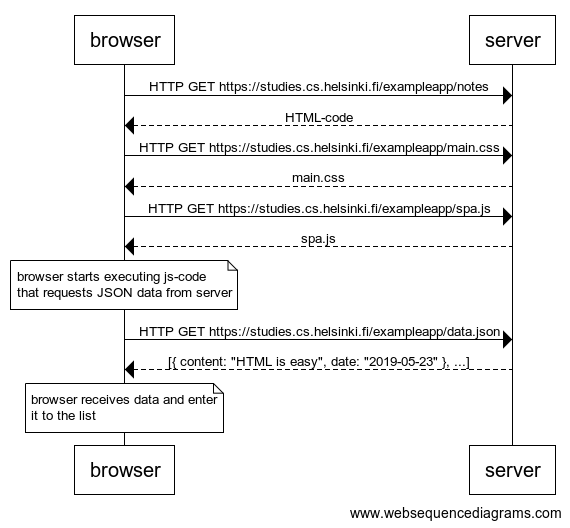 browser
server
HTTP GET https://studies.cs.helsinki.fi/exampleapp/notes
HTML-code
HTTP GET https://studies.cs.helsinki.fi/exampleapp/main.css
main.css
HTTP GET https://studies.cs.helsinki.fi/exampleapp/spa.js
spa.js
browser starts executing js-code
that requests JSON data from server
HTTP GET https://studies.cs.helsinki.fi/exampleapp/data.json
[{ content: "HTML is easy", date: "2019-05-23" }, ...]
browser receives data and enter
it to the list
browser
server
www.websequencediagrams.com